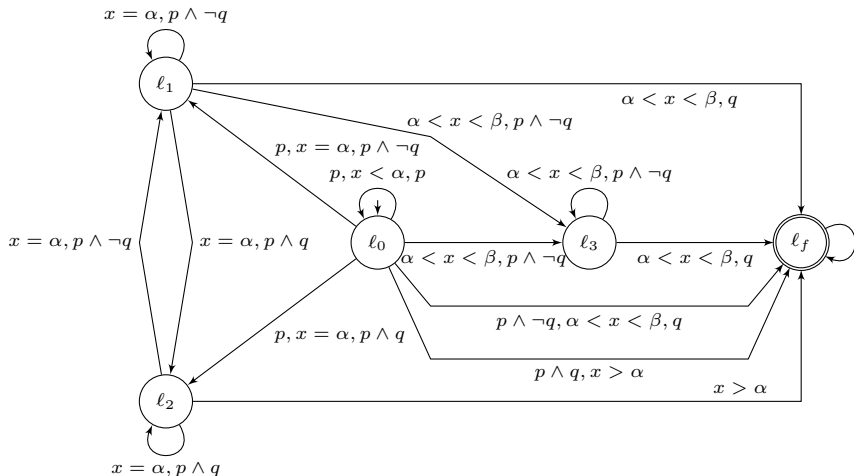 x = α, p ∧ ¬q
ℓ₁
α < x < β, q
α < x < β, p ∧ ¬q
p, x = α, p ∧ ¬q
p, x < α, p
α < x < β, p ∧ ¬q
x = α, p ∧ ¬q
x = α, p ∧ q
ℓ₀
ℓ₃
ℓf
α < x < β, p ∧ ¬q
α < x < β, q
p ∧ ¬q, α < x < β, q
p, x = α, p ∧ q
p ∧ q, x > α
x > α
ℓ₂
x = α, p ∧ q